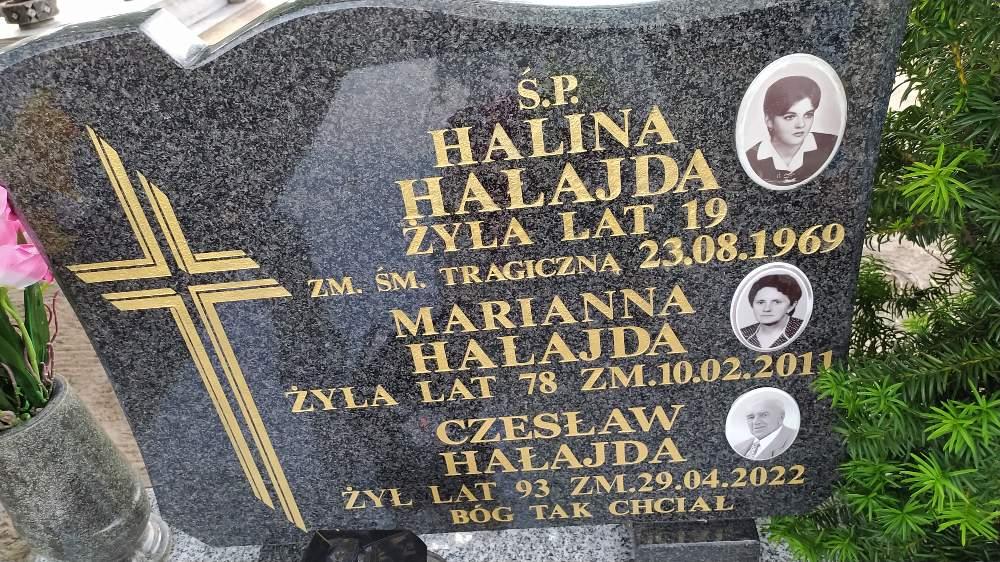 Ś.P.
HALINA
HAŁAJDA
ŻYŁA LAT 19
ZM. ŚM. TRAGICZNĄ 23.08.1969
MARIANNA
HAŁAJDA
ŻYŁA LAT 78 ZM.10.02.2011
CZESŁAW
HAŁAJDA
ŻYŁ LAT 93 ZM.29.04.2022
BÓG TAK CHCIAŁ